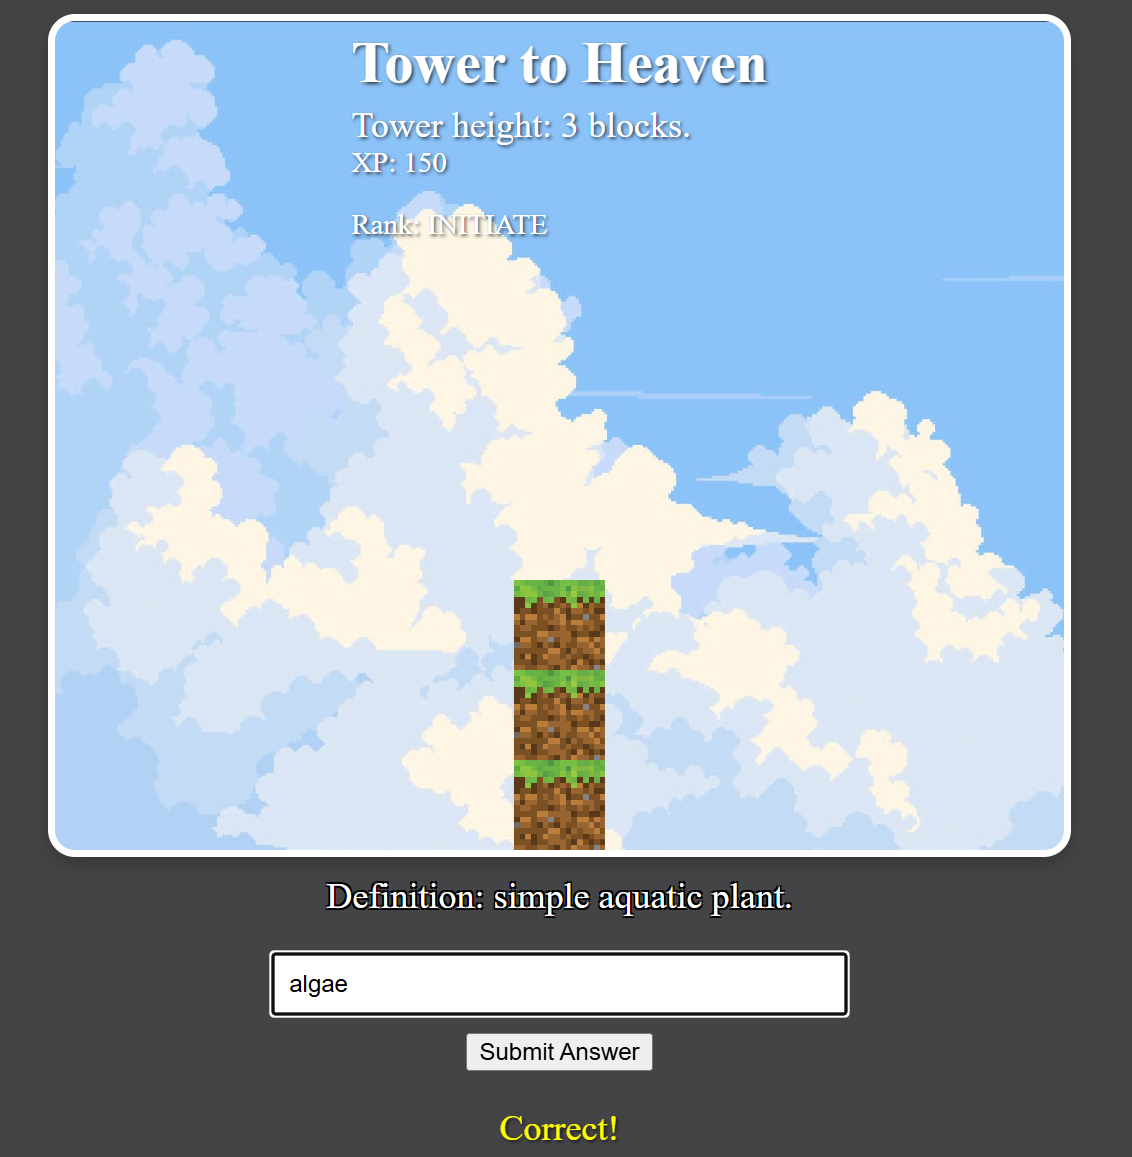 Tower to Heaven
Tower height: 3 blocks.
XP: 150
Rank: INITIATE
Definition: simple aquatic plant.
algae
Submit Answer
Correct!